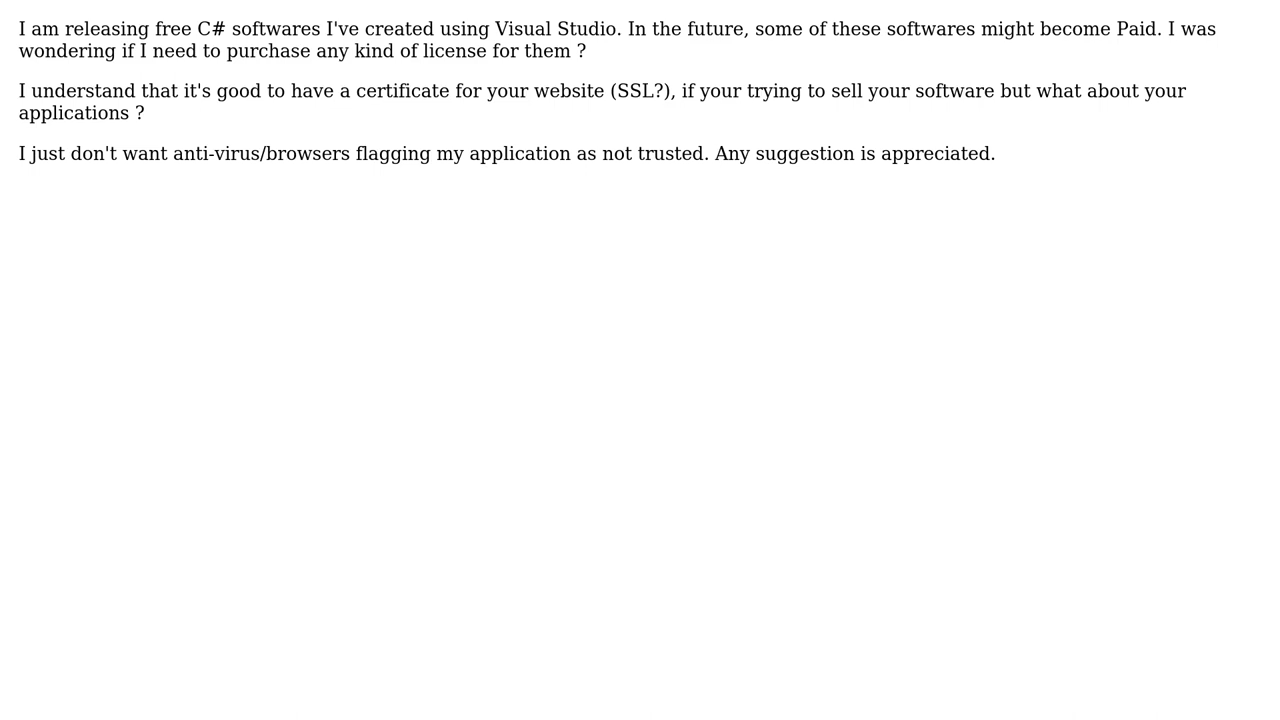 I am releasing free C# softwares I've created using Visual Studio. In the future, some of these softwares might become Paid. I was
wondering if I need to purchase any kind of license for them ?
I understand that it's good to have a certificate for your website (SSL?), if your trying to sell your software but what about your
applications ?
I just don't want anti-virus/browsers flagging my application as not trusted. Any suggestion is appreciated.